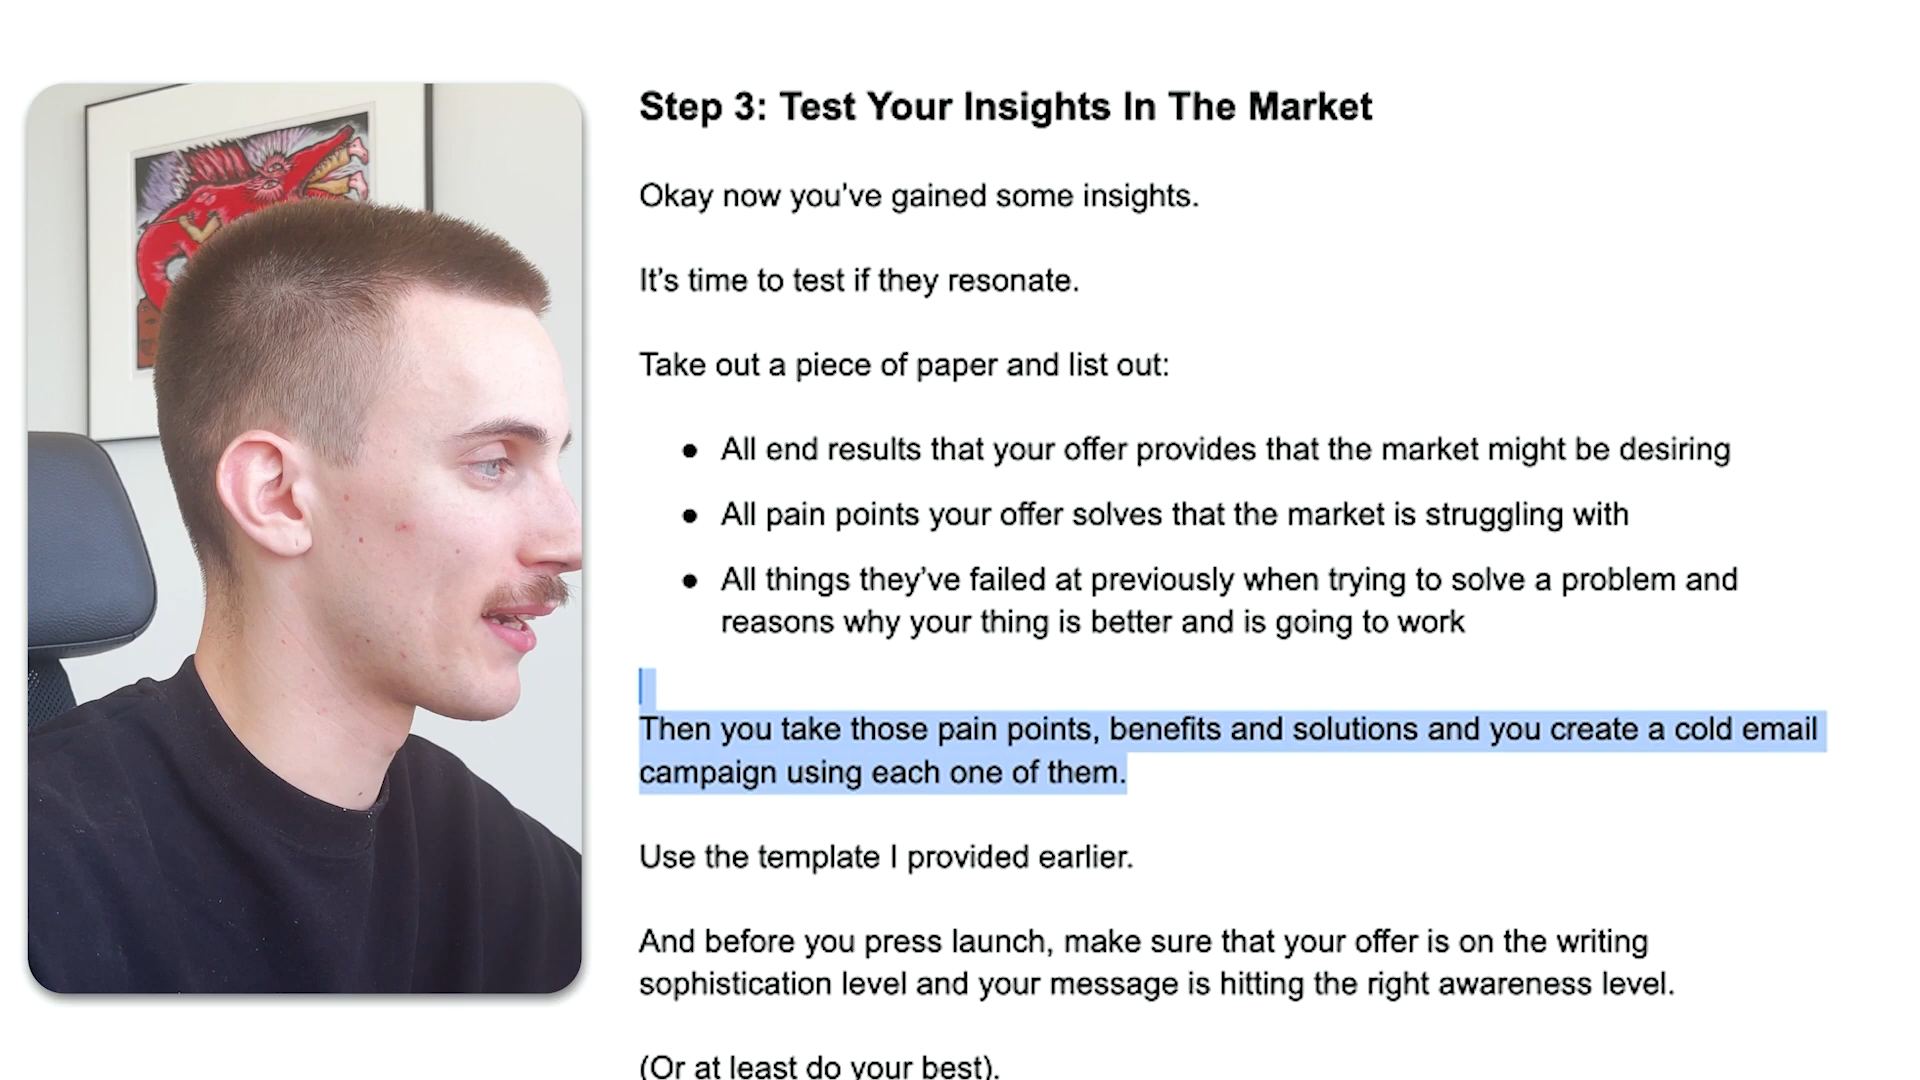 Step 3: Test Your Insights In The Market
Okay now you've gained some insights.
It's time to test if they resonate.
Take out a piece of paper and list out:
● All end results that your offer provides that the market might be desiring
● All pain points your offer solves that the market is struggling with
● All things they've failed at previously when trying to solve a problem and
reasons why your thing is better and is going to work
Then you take those pain points, benefits and solutions and you create a cold email
campaign using each one of them.
Use the template I provided earlier.
And before you press launch, make sure that your offer is on the writing
sophistication level and your message is hitting the right awareness level.
(Or at least do your best).